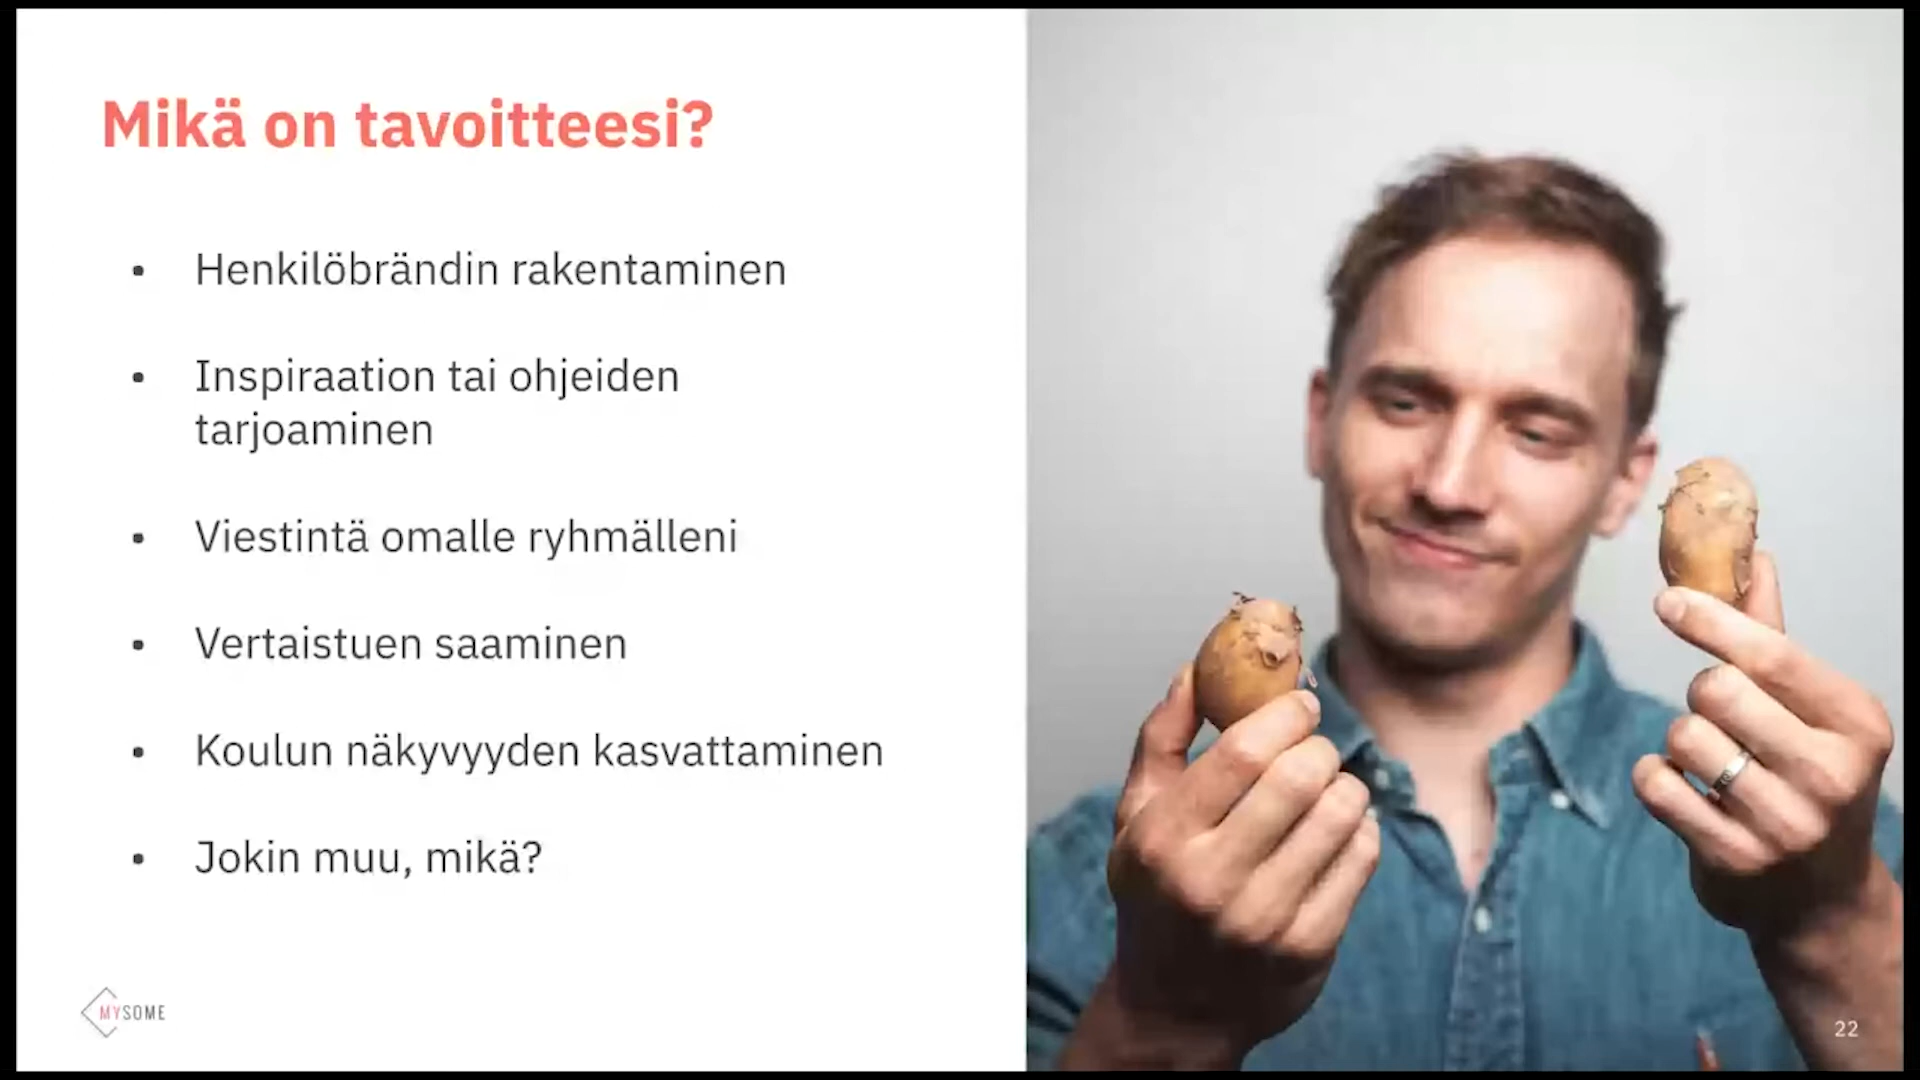 Mikä on tavoitteesi?
• Henkilöbrändin rakentaminen
• Inspiraation tai ohjeiden
tarjoaminen
• Viestintä omalle ryhmälleni
• Vertaistuen saaminen
• Koulun näkyvyyden kasvattaminen
• Jokin muu, mikä?
MYSOME
22